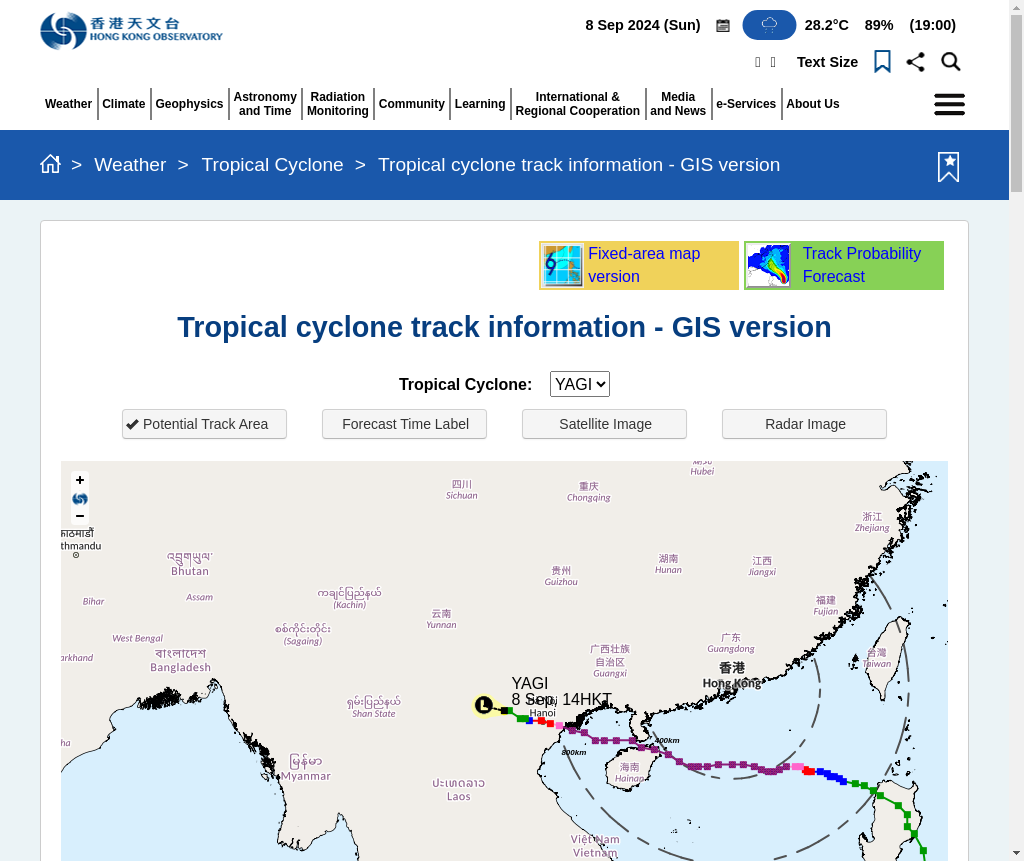 香港天文台
HONG KONG OBSERVATORY
8 Sep 2024 (Sun) 28.2°C 89% (19:00)
Text Size
Weather
Climate
Geophysics
Astronomy
and Time
Radiation
Monitoring
Community
Learning
International &
Regional Cooperation
Media
and News
e-Services
About Us
> Weather > Tropical Cyclone > Tropical cyclone track information - GIS version
Fixed-area map
version
Track Probability
Forecast
Tropical cyclone track information - GIS version
Tropical Cyclone: YAGI
Potential Track Area
Forecast Time Label
Satellite Image
Radar Image
+
−
Hubei
四川
Sichuan
重庆
Chongqing
浙江
Zhejiang
काठमाडौं
thmandu
འབྲུགཡུལ
Bhutan
贵州
Guizhou
湖南
Hunan
江西
Jiangxi
Bihar
Assam
ကချင်ပြည်နယ်
(Kachin)
云南
Yunnan
福建
Fujian
West Bengal
စစ်ကိုင်းတိုင်း
(Sagaing)
广东
Guangdong
arkhand
বাংলাদেশ
Bangladesh
广西壮族
自治区
Guangxi
台灣
Taiwan
香港
Hong Kong
YAGI
8 Sep, 14HKT
Hanoi
L
ရှမ်းပြည်နယ်
Shan State
400km
800km
ha
မြန်မာ
Myanmar
海南
Hainan
ປະເທດລາວ
Laos
Việt Nam
Vietnam